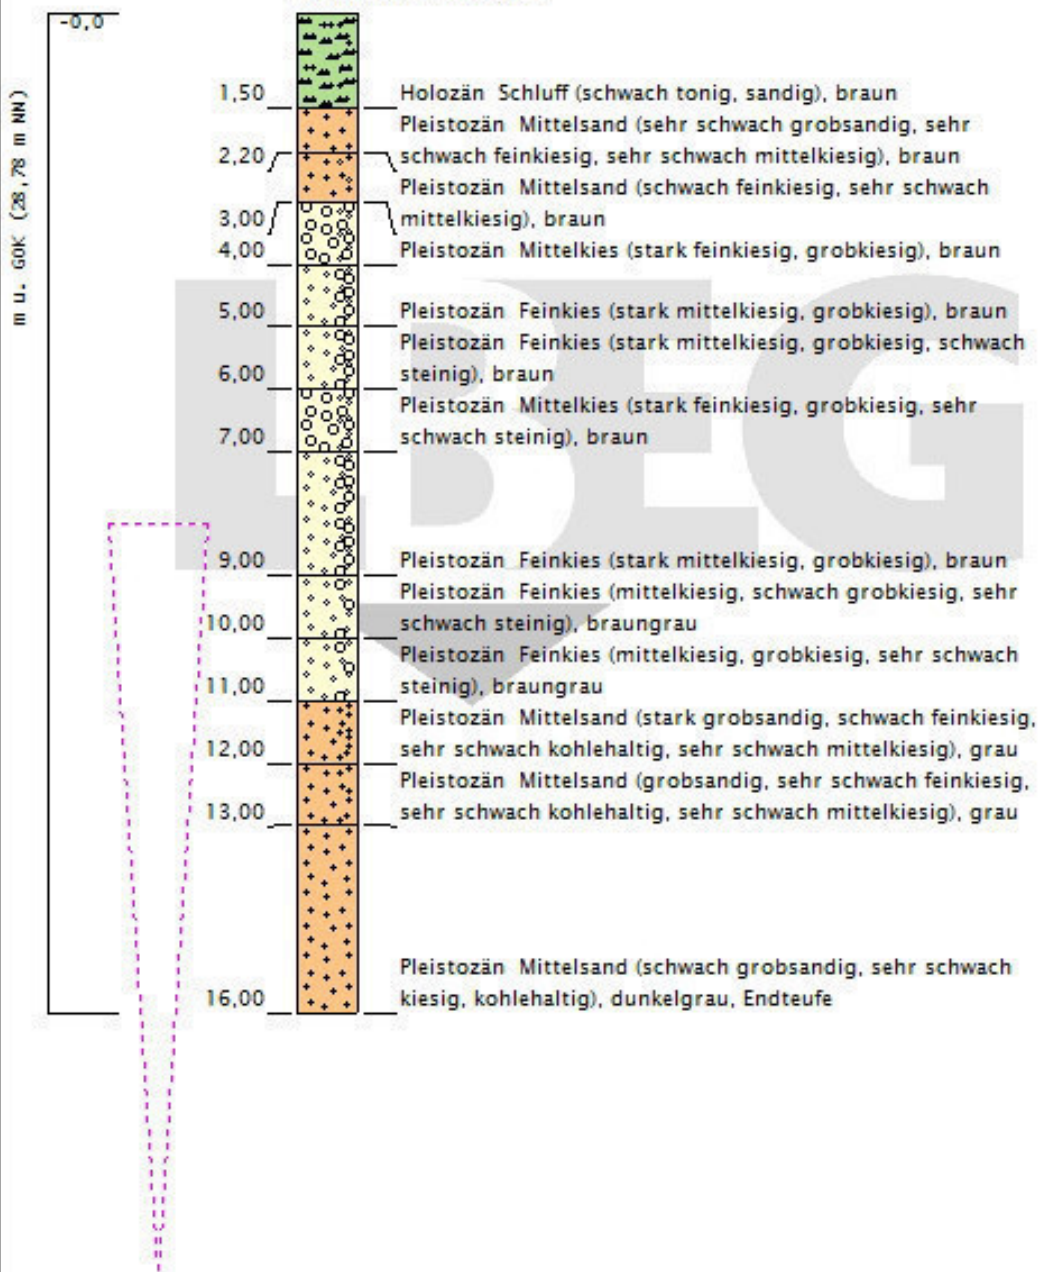 -0,0
m u. GOK (28,78 m NN)
1,50
Holozän Schluff (schwach tonig, sandig), braun
Pleistozän Mittelsand (sehr schwach grobsandig, sehr
2,20
schwach feinkiesig, sehr schwach mittelkiesig), braun
Pleistozän Mittelsand (schwach feinkiesig, sehr schwach
3,00
mittelkiesig), braun
4,00
Pleistozän Mittelkies (stark feinkiesig, grobkiesig), braun
5,00
Pleistozän Feinkies (stark mittelkiesig, grobkiesig), braun
Pleistozän Feinkies (stark mittelkiesig, grobkiesig, schwach
6,00
steinig), braun
Pleistozän Mittelkies (stark feinkiesig, grobkiesig, sehr
7,00
schwach steinig), braun
9,00
Pleistozän Feinkies (stark mittelkiesig, grobkiesig), braun
Pleistozän Feinkies (mittelkiesig, schwach grobkiesig, sehr
10,00
schwach steinig), braungrau
Pleistozän Feinkies (mittelkiesig, grobkiesig, sehr schwach
11,00
steinig), braungrau
Pleistozän Mittelsand (stark grobsandig, schwach feinkiesig,
12,00
sehr schwach kohlehaltig, sehr schwach mittelkiesig), grau
Pleistozän Mittelsand (grobsandig, sehr schwach feinkiesig,
13,00
sehr schwach kohlehaltig, sehr schwach mittelkiesig), grau
Pleistozän Mittelsand (schwach grobsandig, sehr schwach
16,00
kiesig, kohlehaltig), dunkelgrau, Endteufe
LBEG